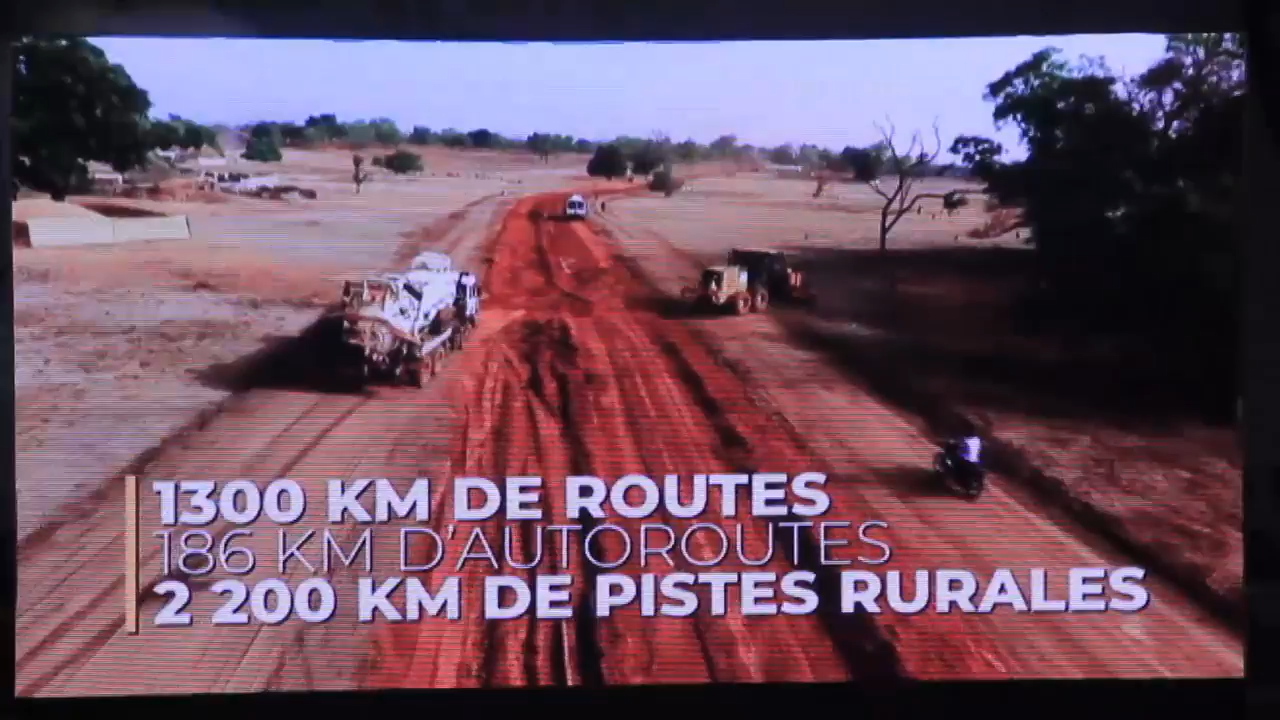 1300 KM DE ROUTES
186 KM D'AUTOROUTES
2 200 KM DE PISTES RURALES